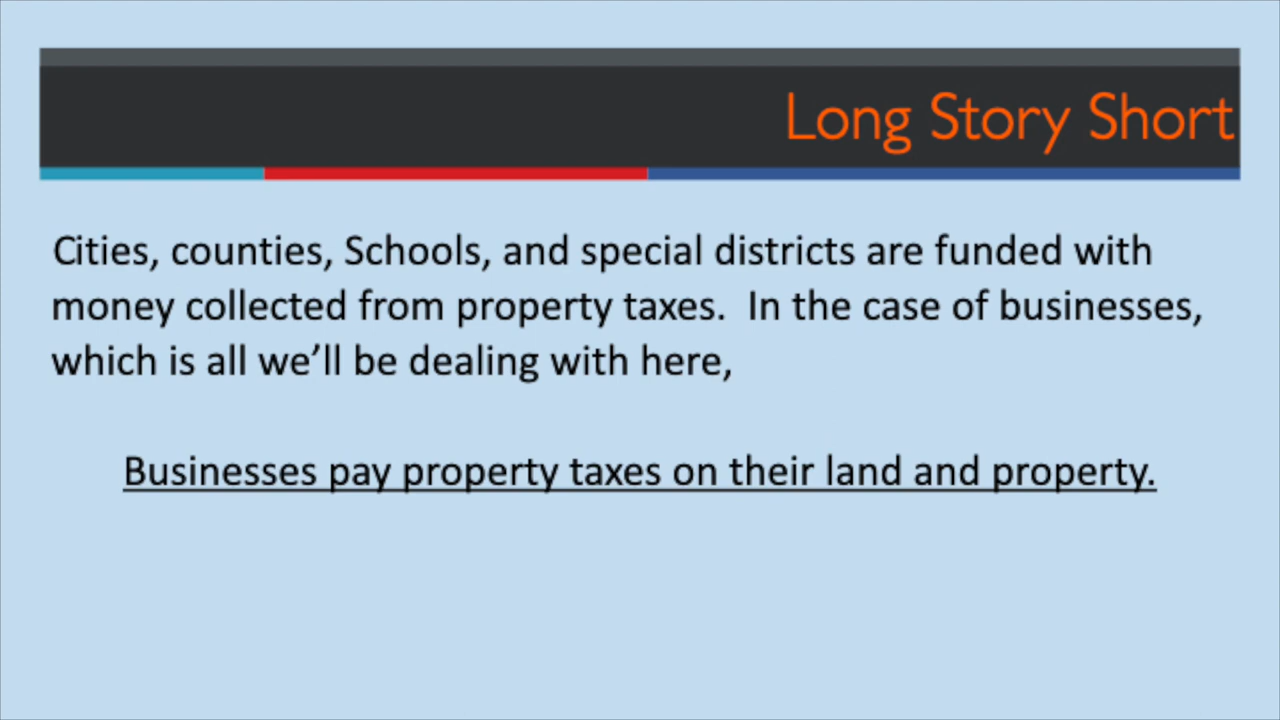 Long Story Short
Cities, counties, Schools, and special districts are funded with
money collected from property taxes.  In the case of businesses,
which is all we’ll be dealing with here,
Businesses pay property taxes on their land and property.